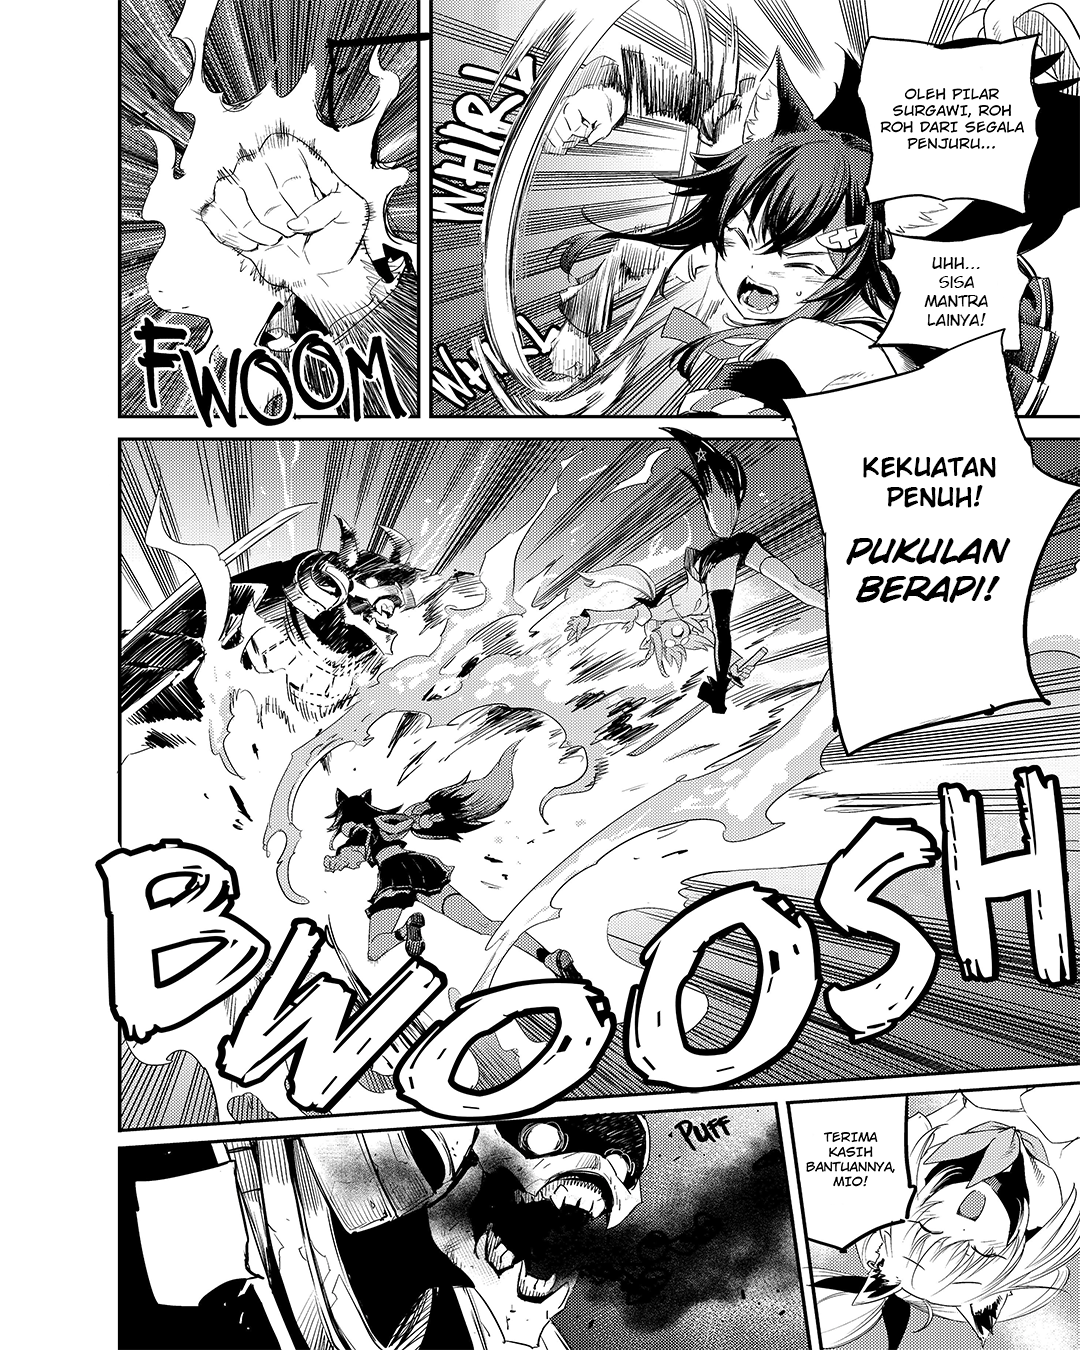 OLEH PILAR
SURGAWI, ROH
ROH DARI SEGALA
PENJURU...
WHIRL
UHH...
SISA
MANTRA
LAINYA!
FWOOM
KEKUATAN
PENUH!
PUKULAN
BERAPI!
BWOOSH
TERIMA
KASIH
BANTUANNYA,
MIO!
PUFF